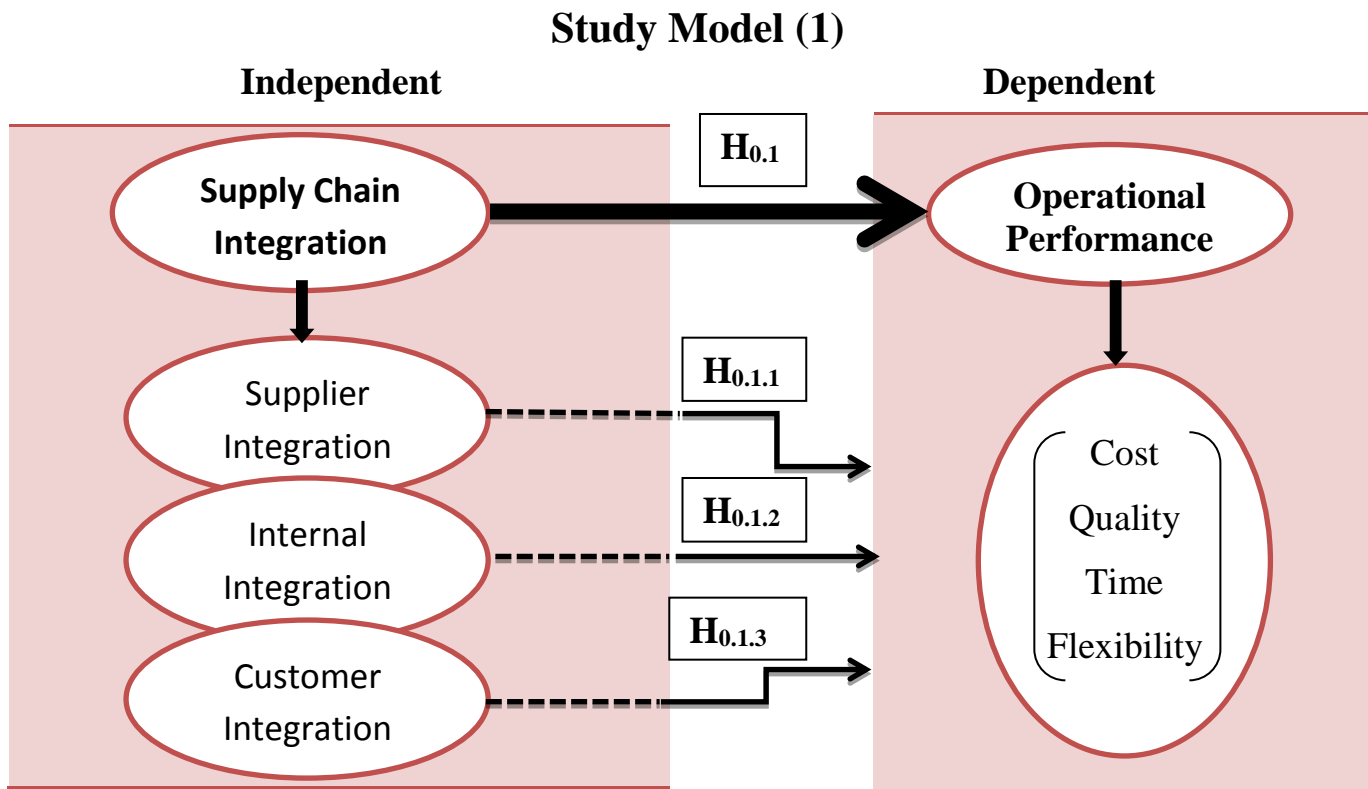 Study Model (1)
Independent
Dependent
H0.1
Supply Chain
Integration
Operational
Performance
H0.1.1
Supplier
Integration
H0.1.2
Internal
Integration
H0.1.3
Customer
Integration
Cost
Quality
Time
Flexibility